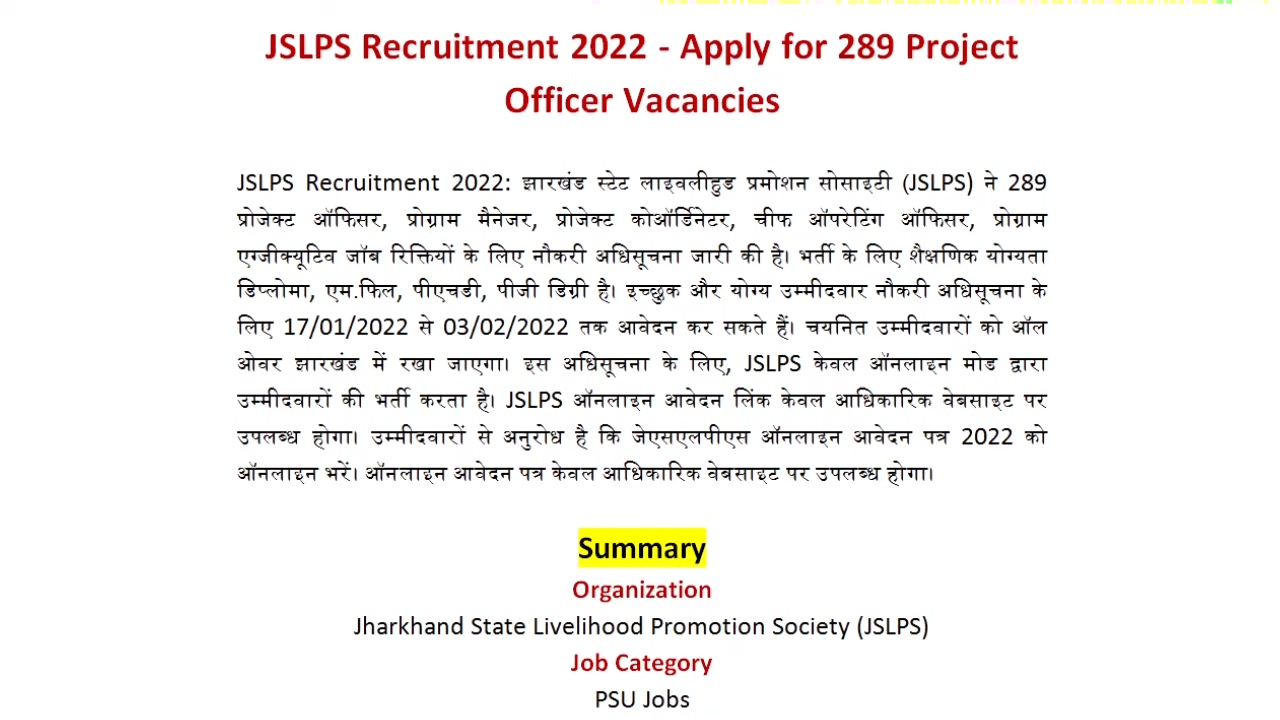 JSLPS Recruitment 2022 - Apply for 289 Project
Officer Vacancies
JSLPS Recruitment 2022: झारखंड स्टेट लाइवलीहुड प्रमोशन सोसाइटी (JSLPS) ने 289
प्रोजेक्ट ऑफिसर, प्रोग्राम मैनेजर, प्रोजेक्ट कोऑर्डिनेटर, चीफ ऑपरेटिंग ऑफिसर, प्रोग्राम
एग्जीक्यूटिव जॉब रिक्तियों के लिए नौकरी अधिसूचना जारी की है। भर्ती के लिए शैक्षणिक योग्यता
डिप्लोमा, एम.फिल, पीएचडी, पीजी डिग्री है। इच्छुक और योग्य उम्मीदवार नौकरी अधिसूचना के
लिए 17/01/2022 से 03/02/2022 तक आवेदन कर सकते हैं। चयनित उम्मीदवारों को ऑल
ओवर झारखंड में रखा जाएगा। इस अधिसूचना के लिए, JSLPS केवल ऑनलाइन मोड द्वारा
उम्मीदवारों की भर्ती करता है। JSLPS ऑनलाइन आवेदन लिंक केवल आधिकारिक वेबसाइट पर
उपलब्ध होगा। उम्मीदवारों से अनुरोध है कि जेएसएलपीएस ऑनलाइन आवेदन पत्र 2022 को
ऑनलाइन भरें। ऑनलाइन आवेदन पत्र केवल आधिकारिक वेबसाइट पर उपलब्ध होगा।
Summary
Organization
Jharkhand State Livelihood Promotion Society (JSLPS)
Job Category
PSU Jobs